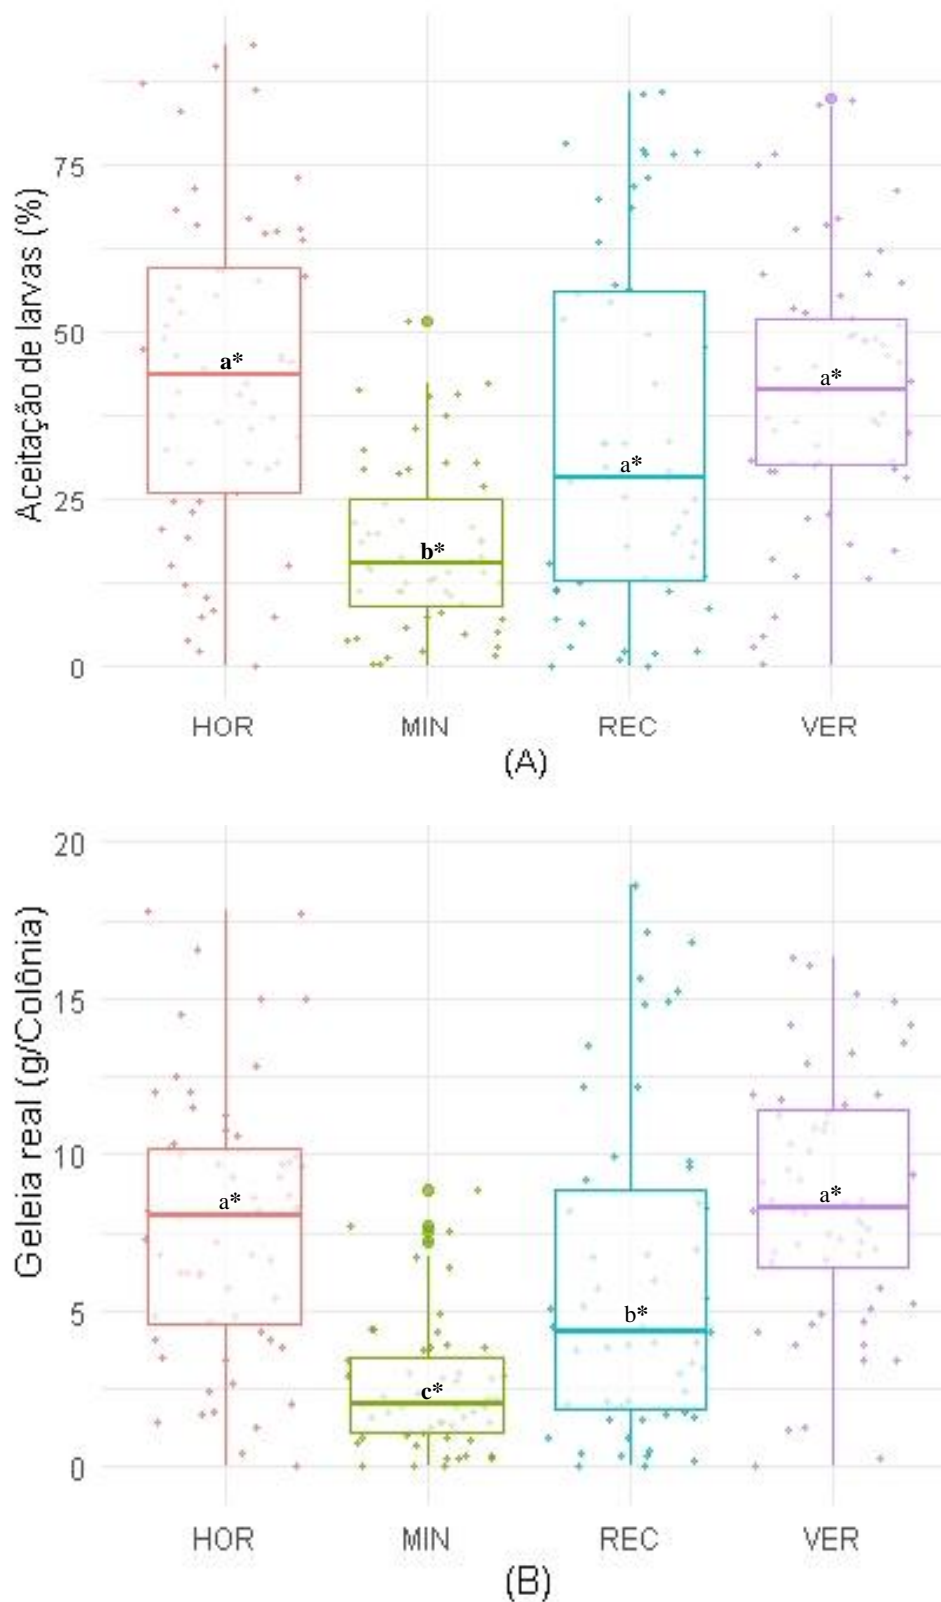 Aceitação de larvas (%)
75
50
25
0
a*
b*
a*
a*
HOR MIN REC VER
(A)
Geleia real (g/Colônia)
20
15
10
5
0
a*
c*
b*
a*
HOR MIN REC VER
(B)